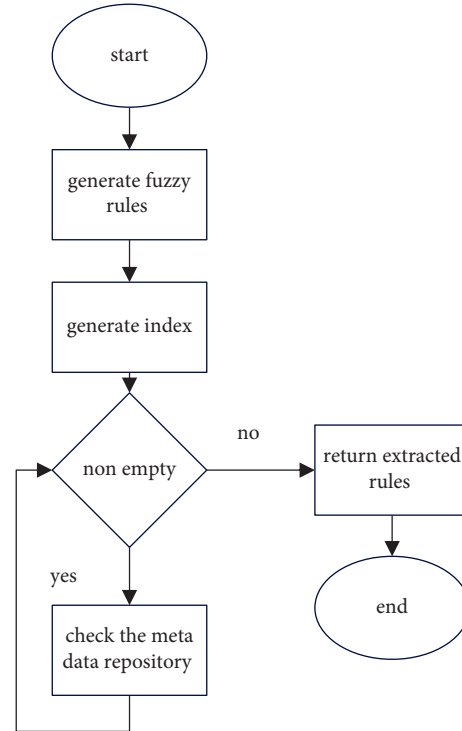 start
generate fuzzy
rules
generate index
non empty
no
return extracted
rules
end
yes
check the meta
data repository